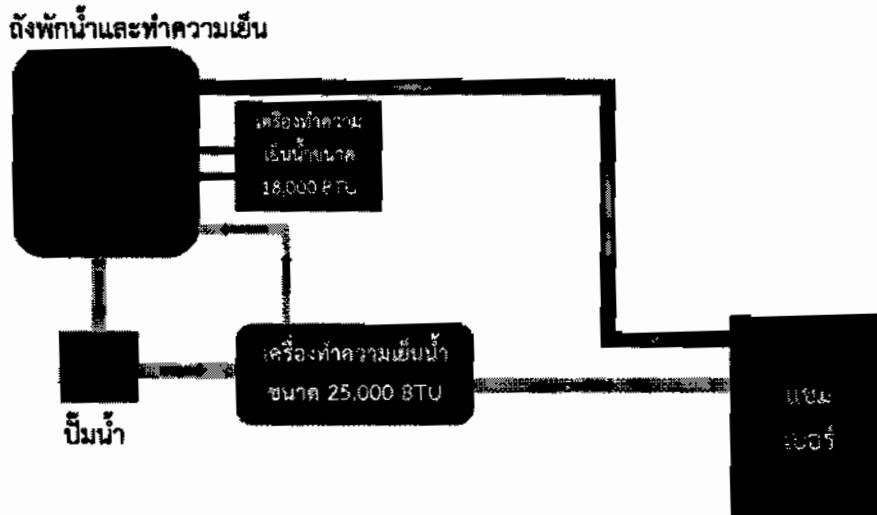 ถังพักน้ำและทำความเย็น
เครื่องทำความ
เย็นน้ำขนาด
18,000 BTU
เครื่องทำความเย็นน้ำ
ขนาด 25,000 BTU
ปั๊มน้ำ
แชม
เบอร์